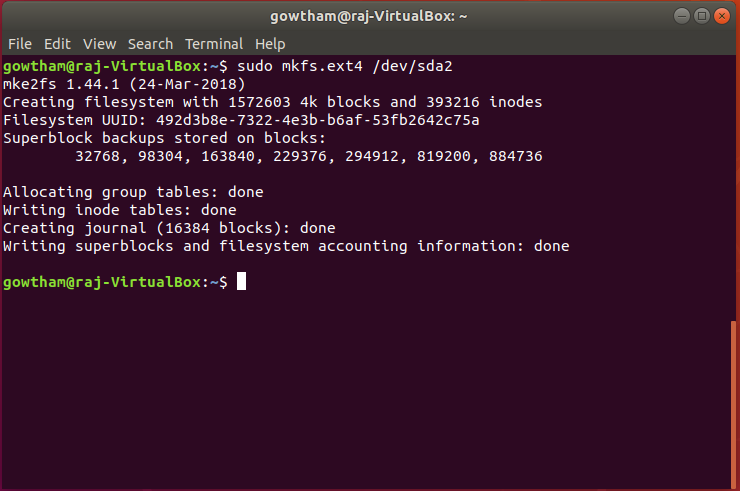 gowtham@raj-VirtualBox: ~
File Edit View Search Terminal Help
gowtham@raj-VirtualBox:~$ sudo mkfs.ext4 /dev/sda2
mke2fs 1.44.1 (24-Mar-2018)
Creating filesystem with 1572603 4k blocks and 393216 inodes
Filesystem UUID: 492d3b8e-7322-4e3b-b6af-53fb2642c75a
Superblock backups stored on blocks:
        32768, 98304, 163840, 229376, 294912, 819200, 884736

Allocating group tables: done
Writing inode tables: done
Creating journal (16384 blocks): done
Writing superblocks and filesystem accounting information: done

gowtham@raj-VirtualBox:~$